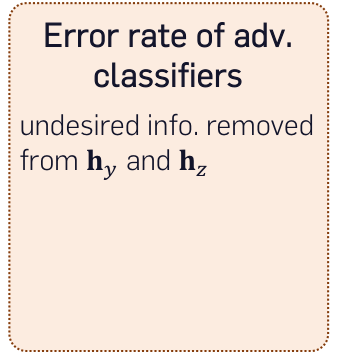 Error rate of adv.
classifiers
undesired info. removed
from h_y and h_z